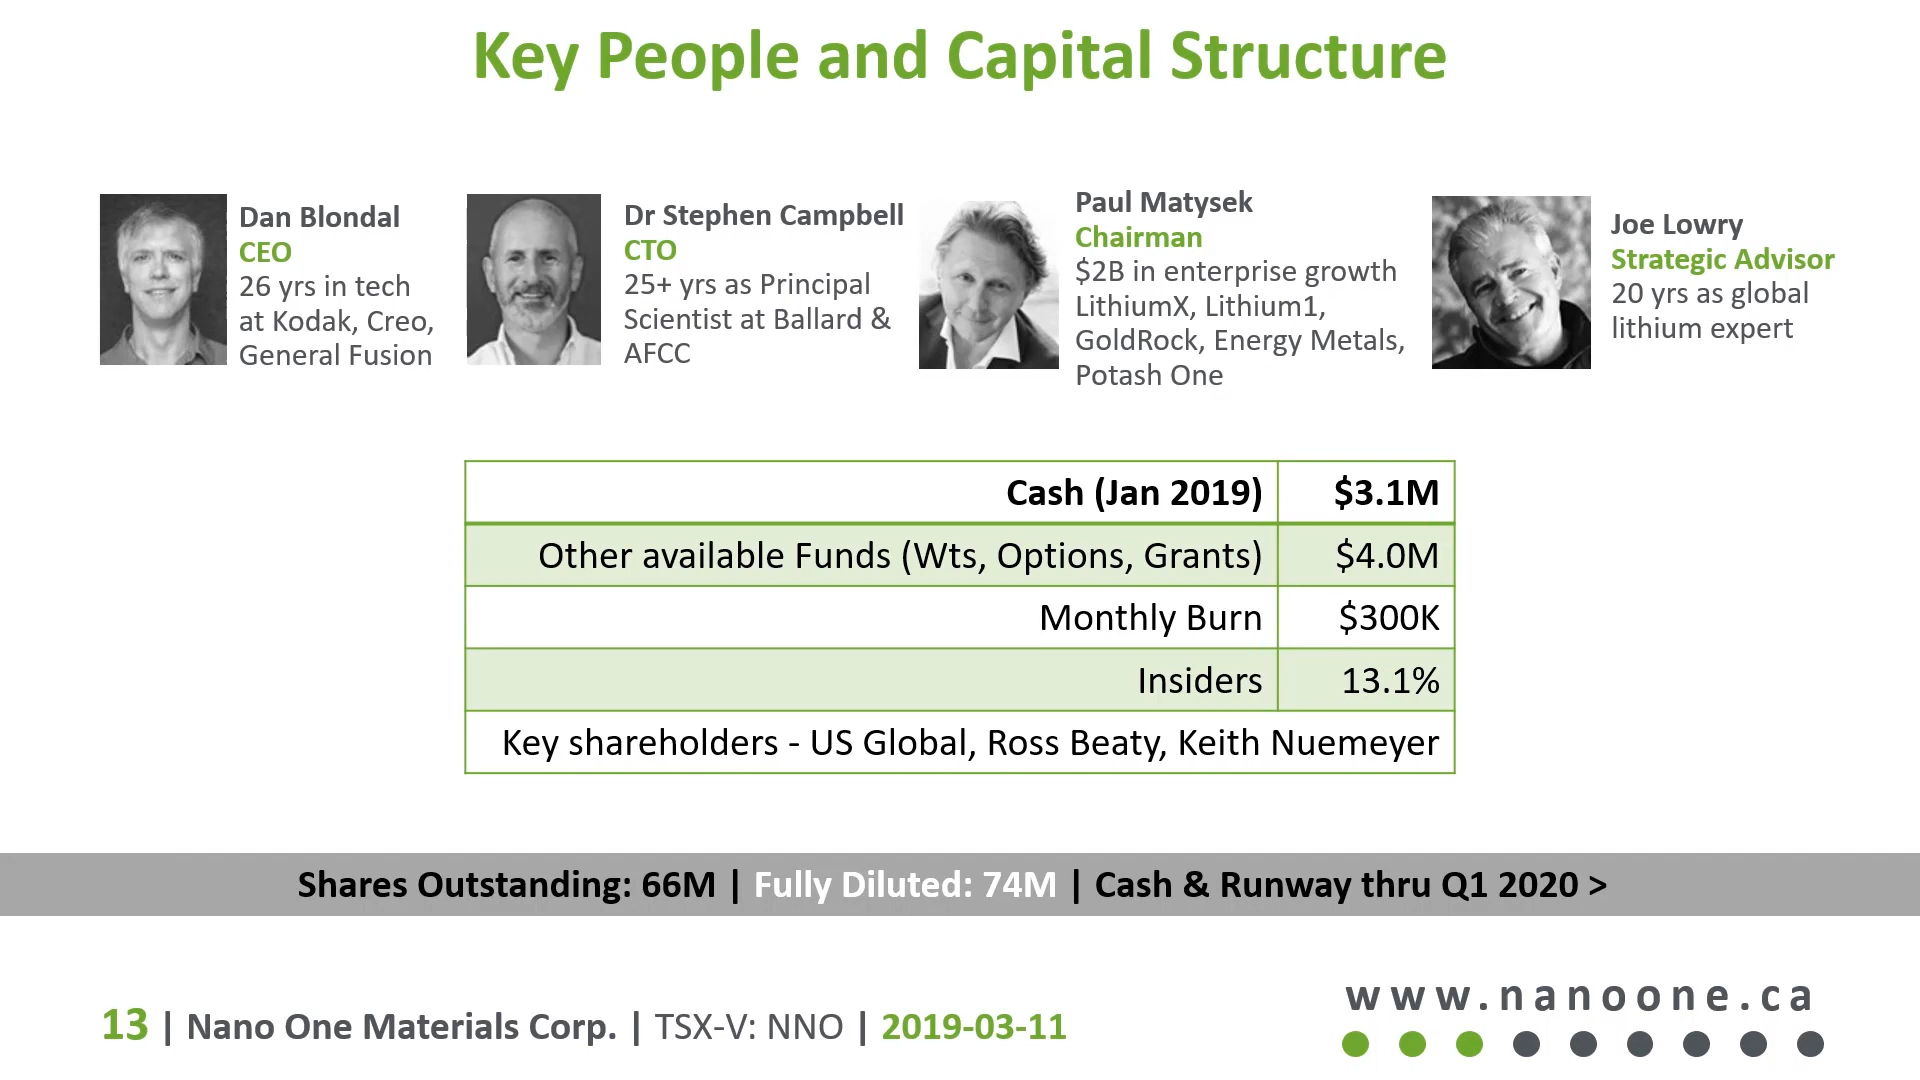 Key People and Capital Structure
Dan Blondal
CEO
26 yrs in tech
at Kodak, Creo,
General Fusion
Dr Stephen Campbell
CTO
25+ yrs as Principal
Scientist at Ballard &
AFCC
Paul Matysek
Chairman
$2B in enterprise growth
LithiumX, Lithium1,
GoldRock, Energy Metals,
Potash One
Joe Lowry
Strategic Advisor
20 yrs as global
lithium expert
Cash (Jan 2019) $3.1M
Other available Funds (Wts, Options, Grants) $4.0M
Monthly Burn $300K
Insiders 13.1%
Key shareholders - US Global, Ross Beaty, Keith Nuemeyer
Shares Outstanding: 66M | Fully Diluted: 74M | Cash & Runway thru Q1 2020 >
www.nanoone.ca
13 | Nano One Materials Corp. | TSX-V: NNO | 2019-03-11